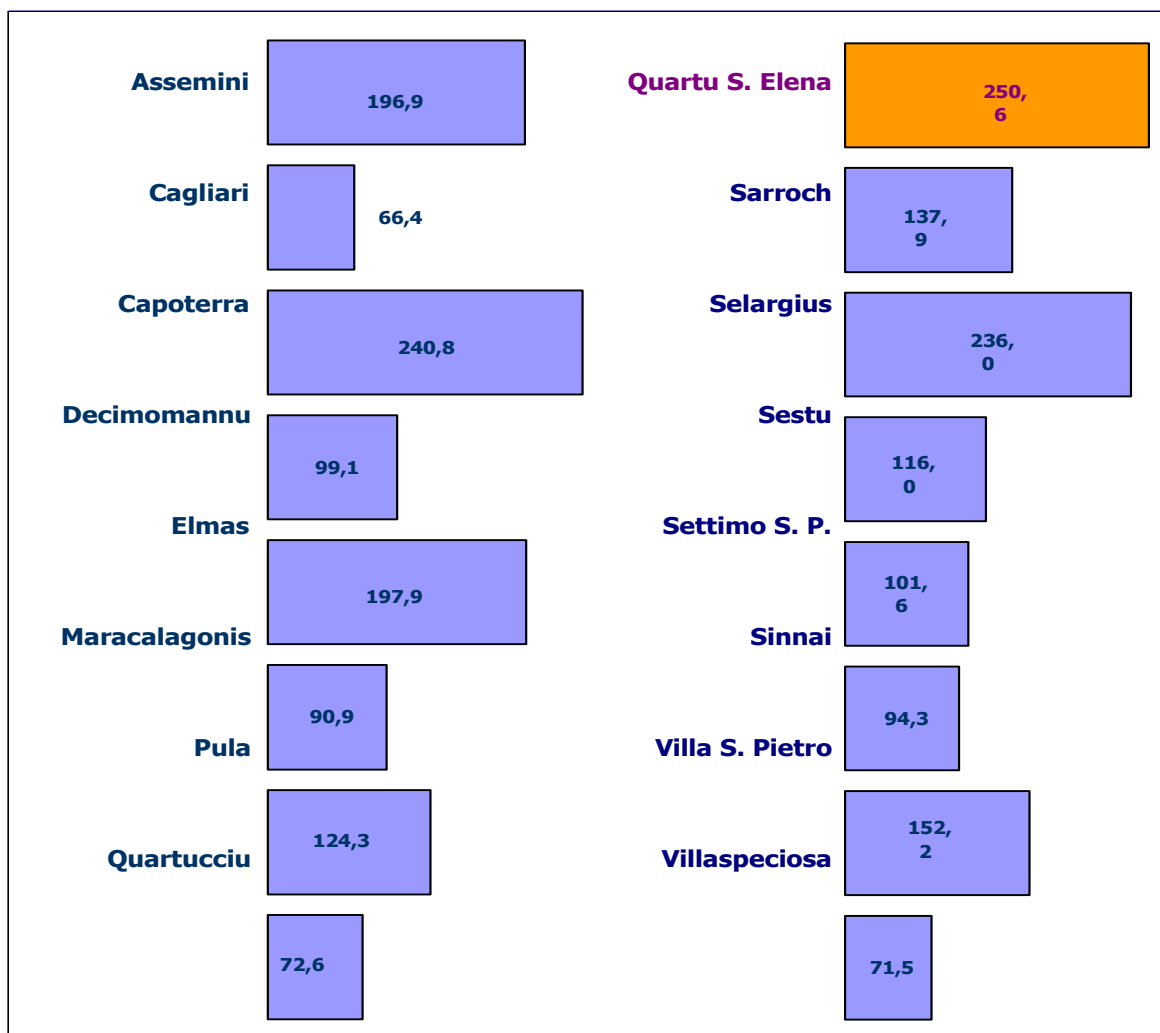 Assemini
196,9
Cagliari
66,4
Capoterra
240,8
Decimomannu
99,1
Elmas
197,9
Maracalagonis
90,9
Pula
124,3
Quartucciu
72,6
Quartu S. Elena
250,
6
Sarroch
137,
9
Selargius
236,
0
Sestu
116,
0
Settimo S. P.
101,
6
Sinnai
94,3
Villa S. Pietro
152,
2
Villaspeciosa
71,5